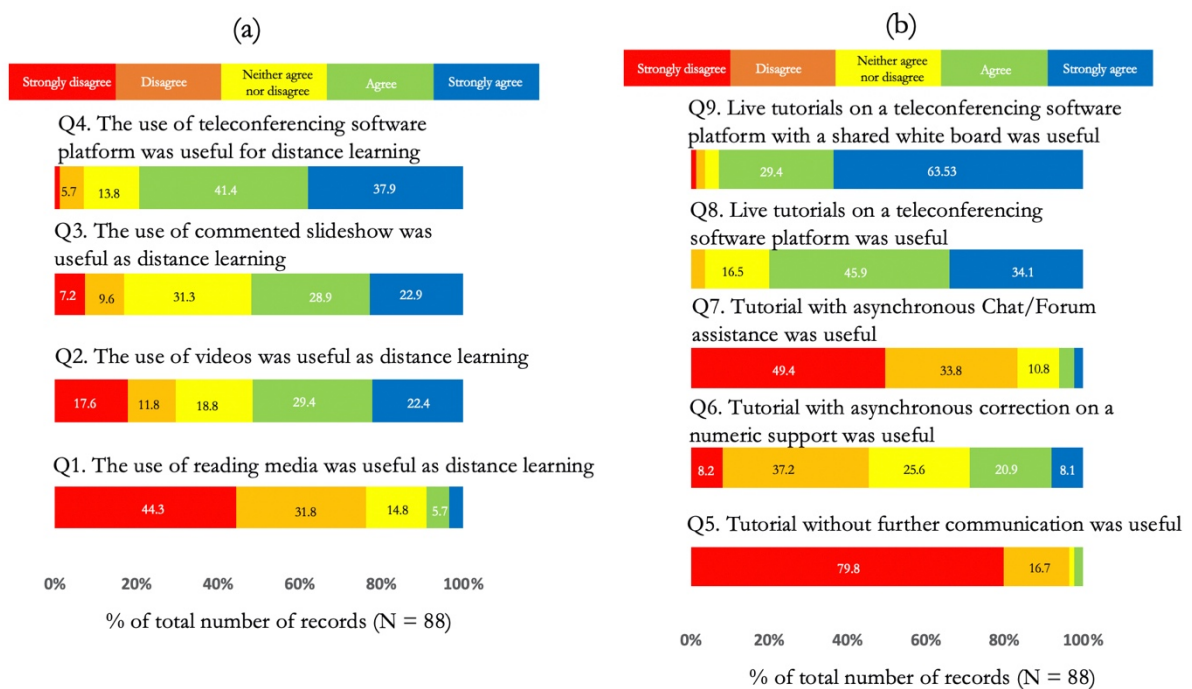 (a)
Strongly disagree
Disagree
Neither agree
nor disagree
Agree
Strongly agree
Q4. The use of teleconferencing software
platform was useful for distance learning
5.7 13.8 41.4 37.9
Q3. The use of commented slideshow was
useful as distance learning
7.2 9.6 31.3 28.9 22.9
Q2. The use of videos was useful as distance learning
17.6 11.8 18.8 29.4 22.4
Q1. The use of reading media was useful as distance learning
44.3 31.8 14.8 5.7
0% 20% 40% 60% 80% 100%
% of total number of records (N = 88)
(b)
Strongly disagree
Disagree
Neither agree
nor disagree
Agree
Strongly agree
Q9. Live tutorials on a teleconferencing software
platform with a shared white board was useful
29.4 63.53
Q8. Live tutorials on a teleconferencing
software platform was useful
16.5 45.9 34.1
Q7. Tutorial with asynchronous Chat/Forum
assistance was useful
49.4 33.8 10.8
Q6. Tutorial with asynchronous correction on a
numeric support was useful
8.2 37.2 25.6 20.9 8.1
Q5. Tutorial without further communication was useful
79.8 16.7
0% 20% 40% 60% 80% 100%
% of total number of records (N = 88)